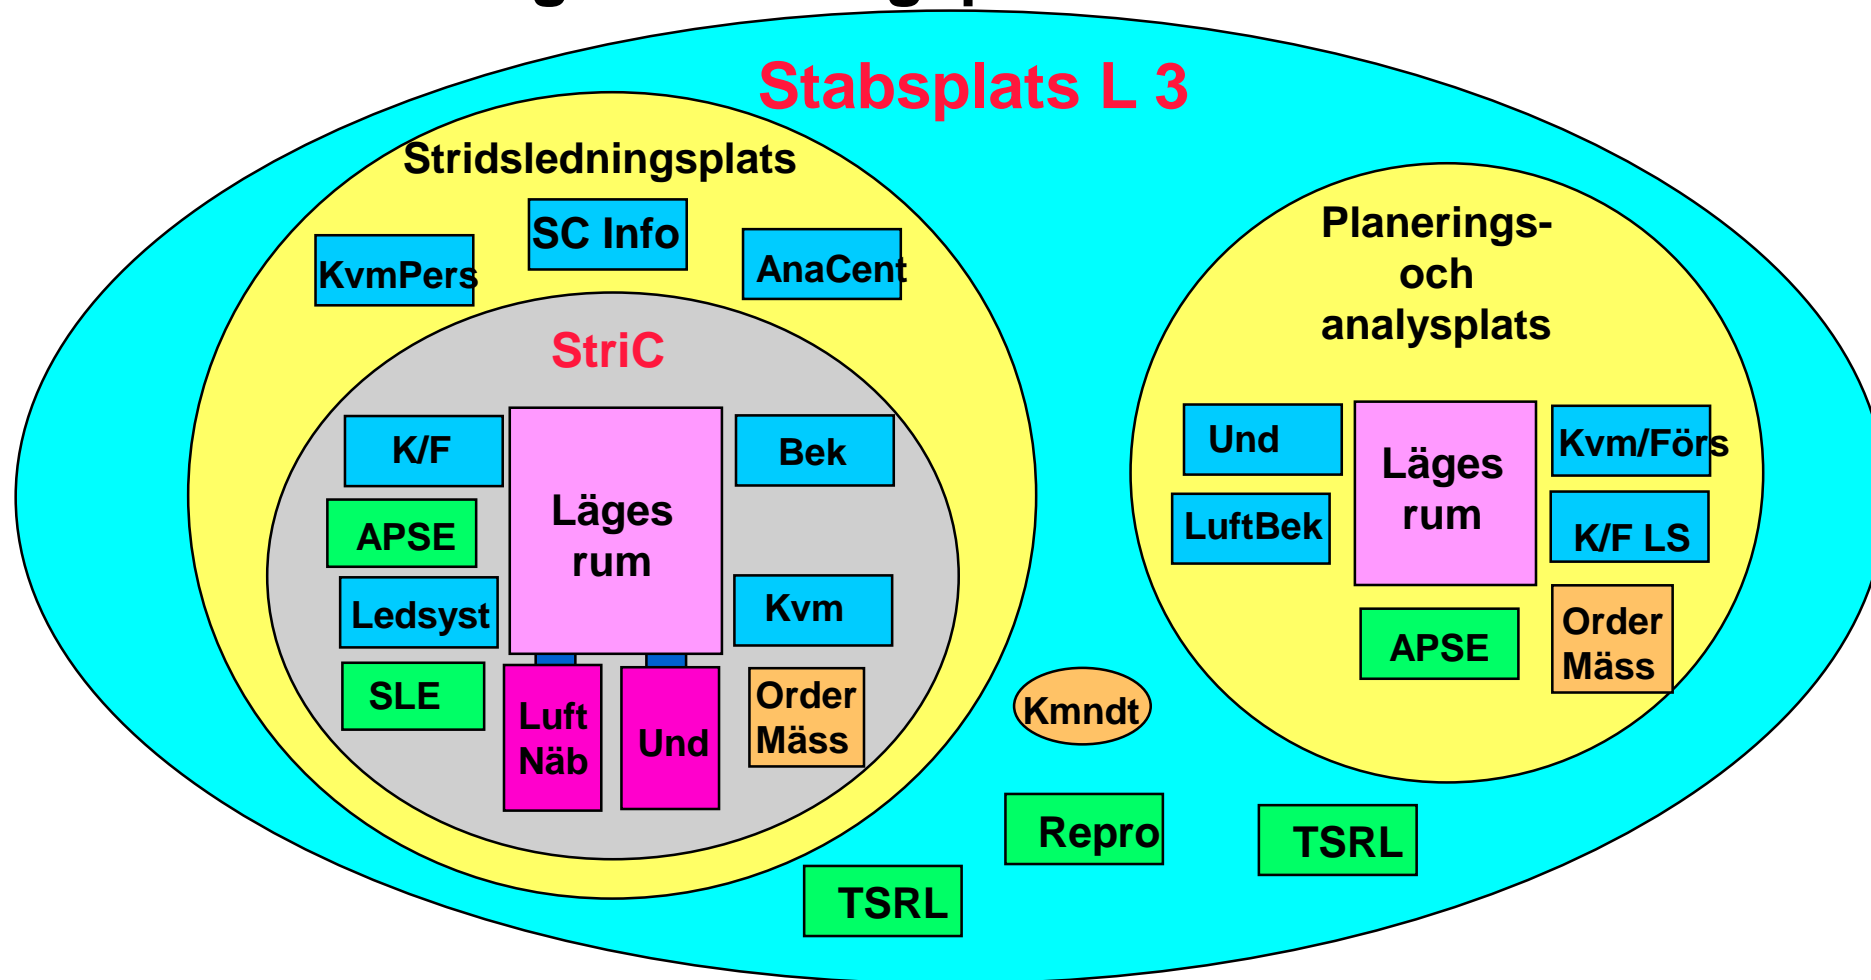 Stabsplats L 3
Stridsledningsplats
SC Info
KvmPers
AnaCent
StriC
K/F
Bek
APSE
Läges
rum
Ledsyst
Kvm
SLE
Luft
Näb
Und
Order
Mäss
Planerings-
och
analysplats
Und
Läges
rum
Kvm/Förs
LuftBek
K/F LS
APSE
Order
Mäss
Kmndt
Repro
TSRL
TSRL